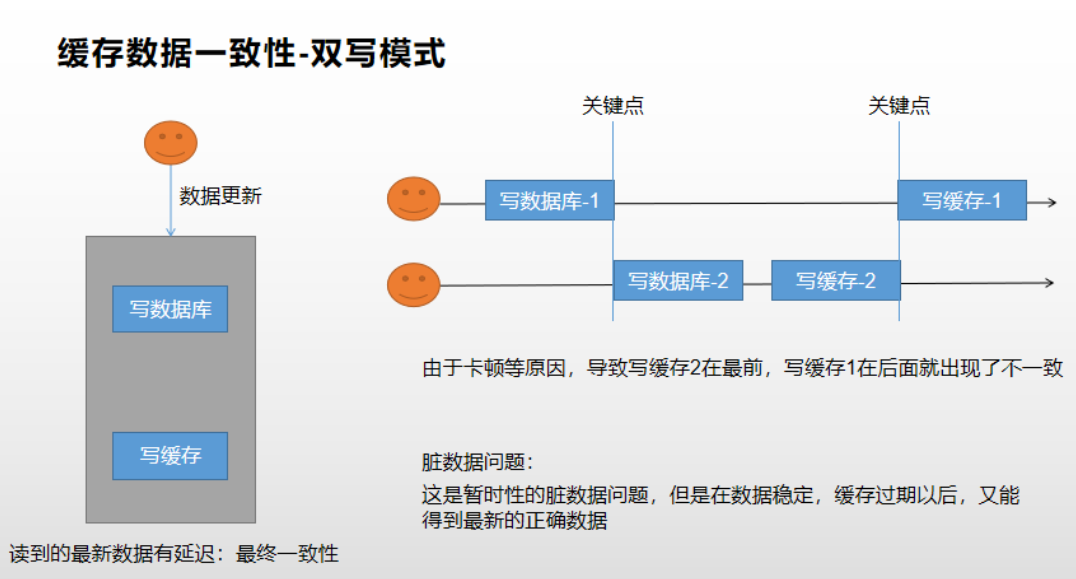 缓存数据一致性-双写模式
数据更新
写数据库
写缓存
读到的最新数据有延迟：最终一致性
关键点
关键点
写数据库-1
写缓存-1
写数据库-2
写缓存-2
由于卡顿等原因，导致写缓存2在最前，写缓存1在后面就出现了不一致
脏数据问题：
这是暂时性的脏数据问题，但是在数据稳定，缓存过期以后，又能
得到最新的正确数据